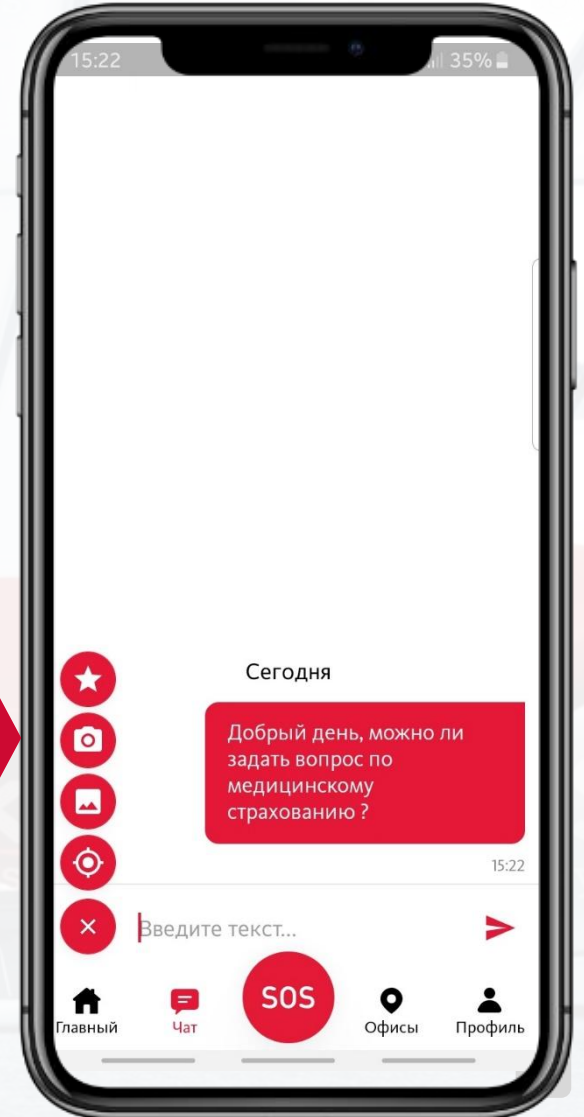 15:22 35%
Сегодня
Добрый день, можно ли
задать вопрос по
медицинскому
страхованию ?
15:22
Введите текст...
SOS
Главный Чат Офисы Профиль